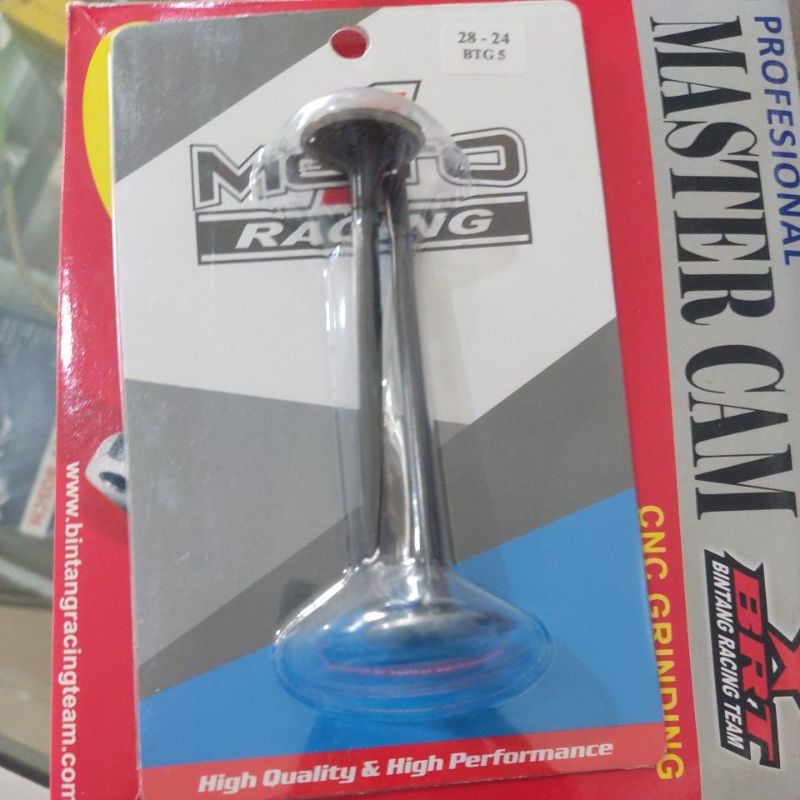 28 - 24
BTG 5
MOTO
RACING
High Quality & High Performance
PROFESIONAL
MASTER CAM
CNC GRINDING
BRT
BINTANG RACING TEAM
www.bintangracingteam.com